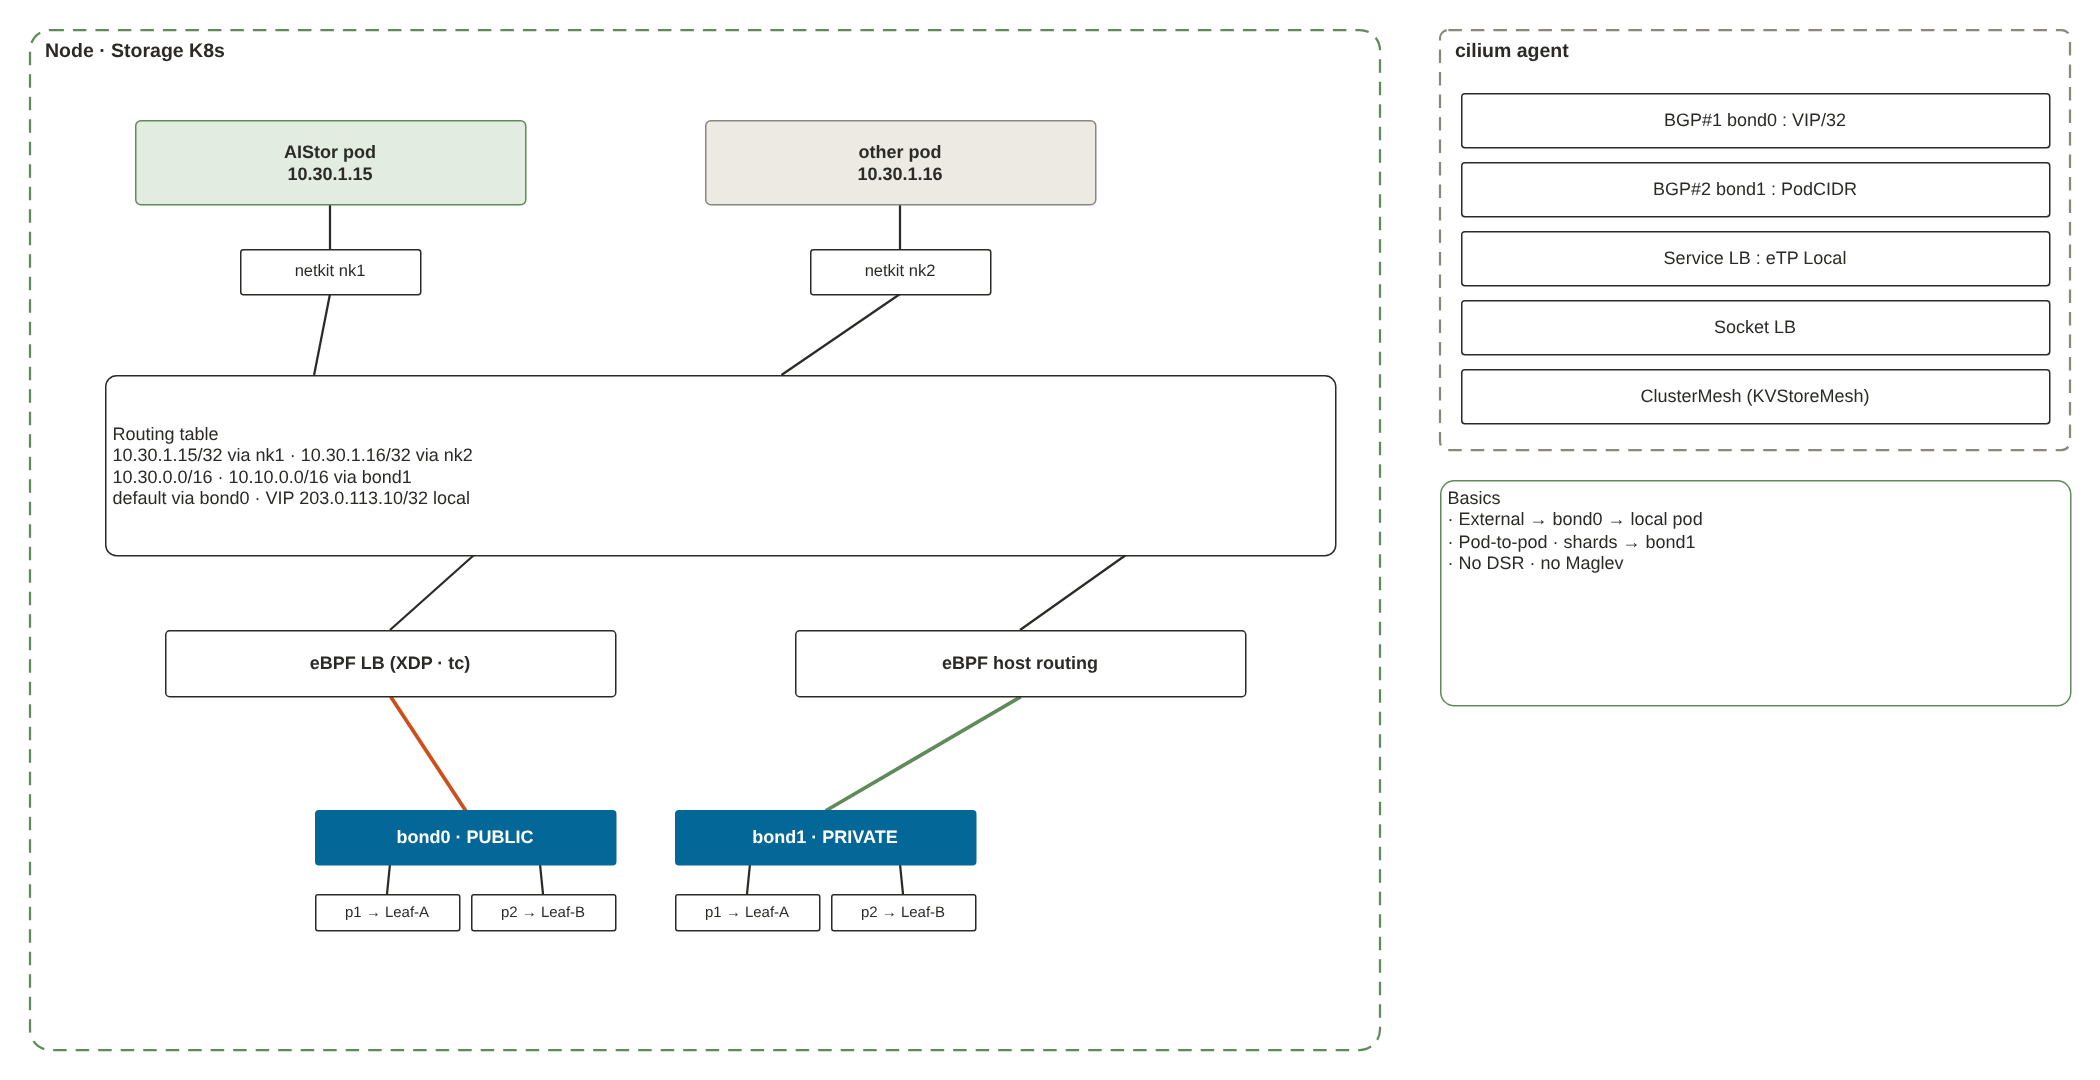 Node · Storage K8s
AIStor pod
10.30.1.15
other pod
10.30.1.16
netkit nk1
netkit nk2
Routing table
10.30.1.15/32 via nk1 · 10.30.1.16/32 via nk2
10.30.0.0/16 · 10.10.0.0/16 via bond1
default via bond0 · VIP 203.0.113.10/32 local
eBPF LB (XDP · tc)
eBPF host routing
bond0 · PUBLIC
bond1 · PRIVATE
p1 → Leaf-A
p2 → Leaf-B
p1 → Leaf-A
p2 → Leaf-B
cilium agent
BGP#1 bond0 : VIP/32
BGP#2 bond1 : PodCIDR
Service LB : eTP Local
Socket LB
ClusterMesh (KVStoreMesh)
Basics
· External → bond0 → local pod
· Pod-to-pod · shards → bond1
· No DSR · no Maglev